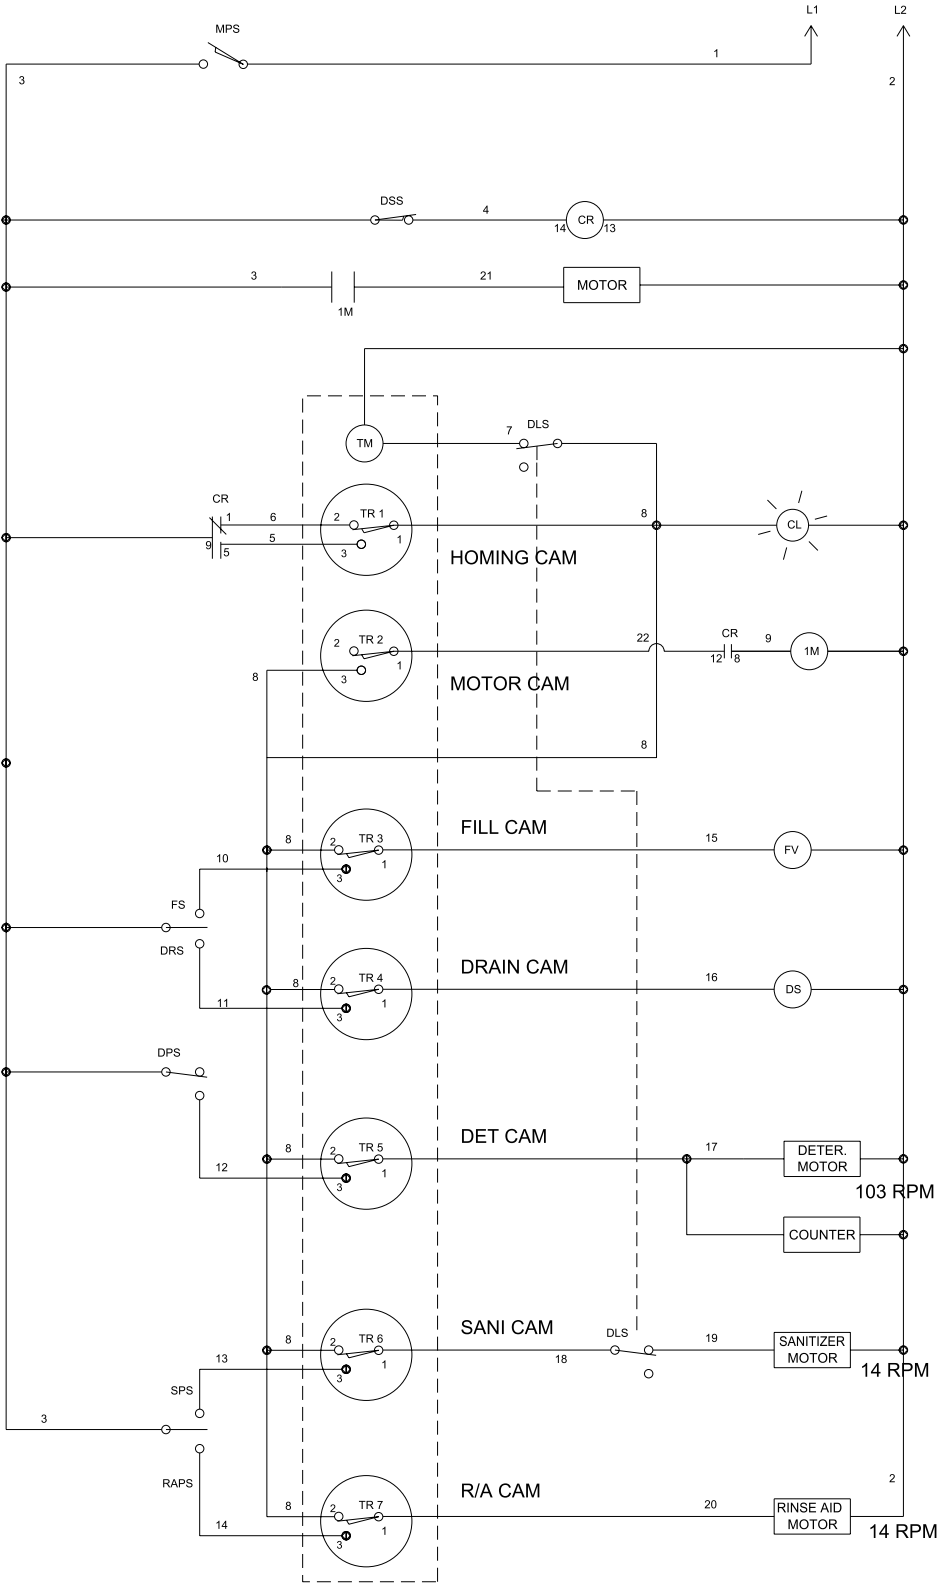 L1
L2
MPS
1
3
2
DSS
4
CR
14
13
3
21
MOTOR
1M
7
DLS
TM
CR
1
6
2
TR 1
8
CL
9
5
5
3
1
HOMING CAM
2
TR 2
22
CR
9
1
12
8
1M
8
3
MOTOR CAM
8
FILL CAM
8
2
TR 3
15
FV
10
3
1
FS
DRS
DRAIN CAM
8
2
TR 4
16
DS
11
3
1
DPS
DET CAM
8
2
TR 5
17
DETER.
MOTOR
12
3
1
103 RPM
COUNTER
SANI CAM
8
2
TR 6
DLS
19
SANITIZER
MOTOR
13
3
1
18
14 RPM
SPS
3
RAPS
R/A CAM
2
8
2
TR 7
20
RINSE AID
MOTOR
14
3
1
14 RPM